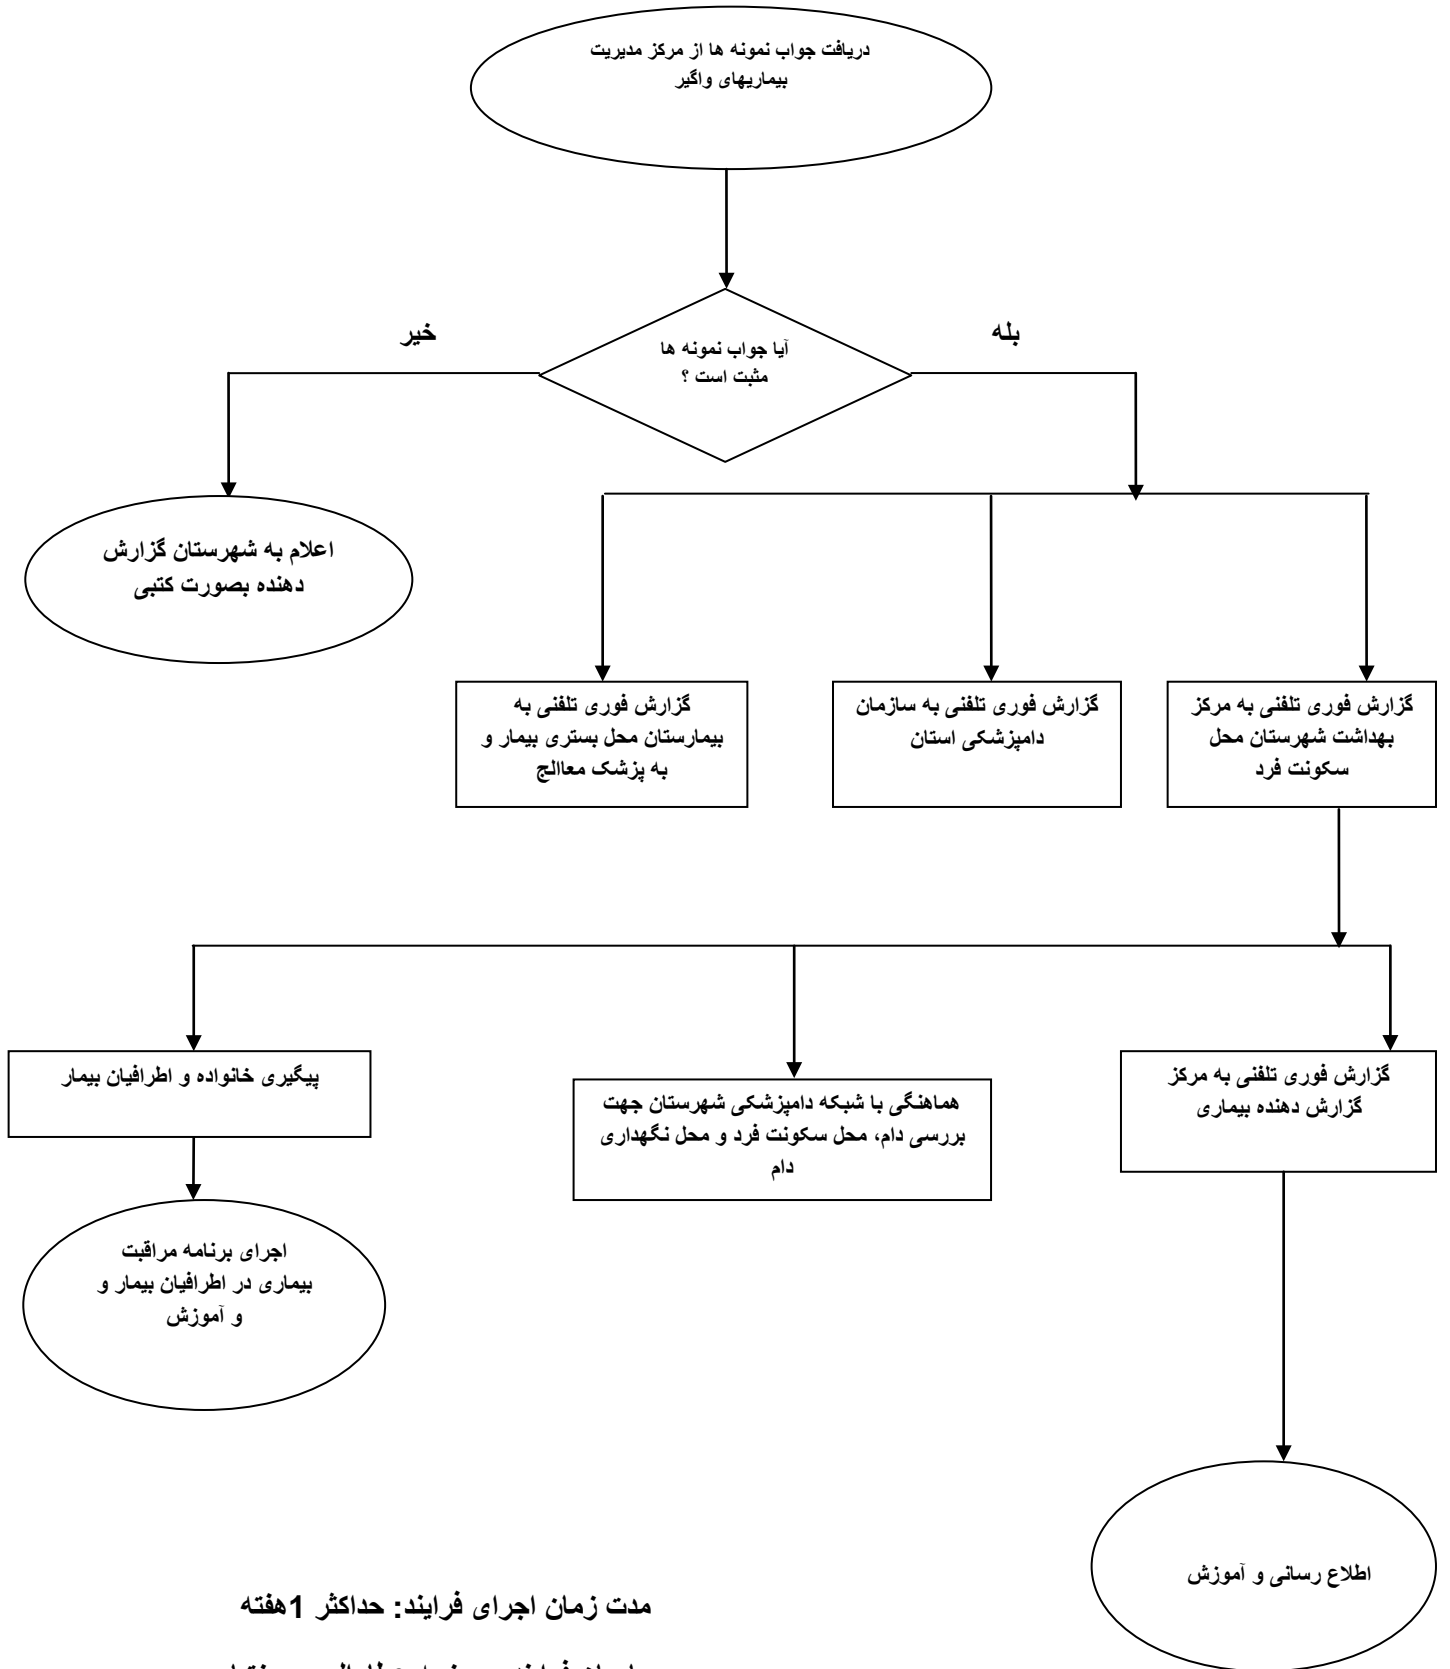 دریافت جواب نمونه ها از مرکز مدیریت
بیماریهای واگیر
آیا جواب نمونه ها
مثبت است ؟
بله
خیر
اعلام به شهرستان گزارش
دهنده بصورت کتبی
گزارش فوری تلفنی به مرکز
بهداشت شهرستان محل
سکونت فرد
گزارش فوری تلفنی به سازمان
دامپزشکی استان
گزارش فوری تلفنی به
بیمارستان محل بستری بیمار و
به پزشک معاالج
گزارش فوری تلفنی به مرکز
گزارش دهنده بیماری
هماهنگی با شبکه دامپزشکی شهرستان جهت
بررسی دام، محل سکونت فرد و محل نگهداری
دام
پیگیری خانواده و اطرافیان بیمار
اجرای برنامه مراقبت
بیماری در اطرافیان بیمار و
و آموزش
اطلاع رسانی و آموزش
مدت زمان اجرای فرایند: حداکثر 1هفته